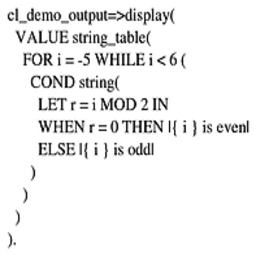 cl_demo_output=>display(
VALUE string_table(
FOR i = -5 WHILE i < 6 (
COND string(
LET r = i MOD 2 IN
WHEN r = 0 THEN |{ i } is even|
ELSE |{ i } is odd|
)
)
)
).